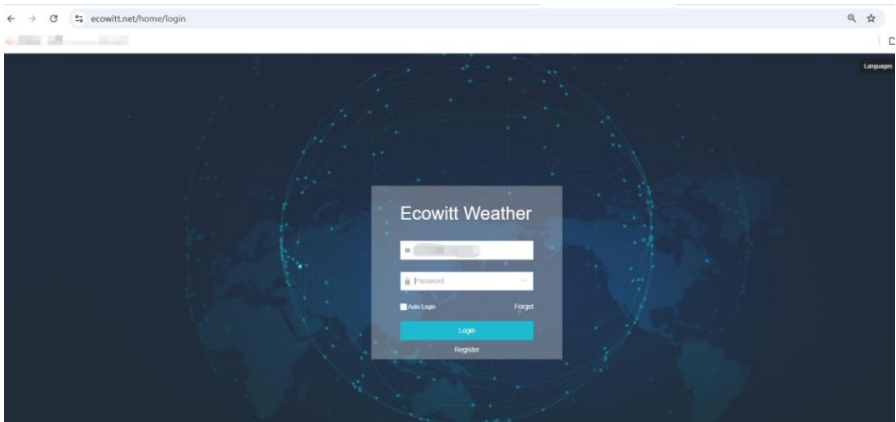 ecowitt.net/home/login
Languages
Ecowitt Weather
Password
Auto Login Forget
Login
Register